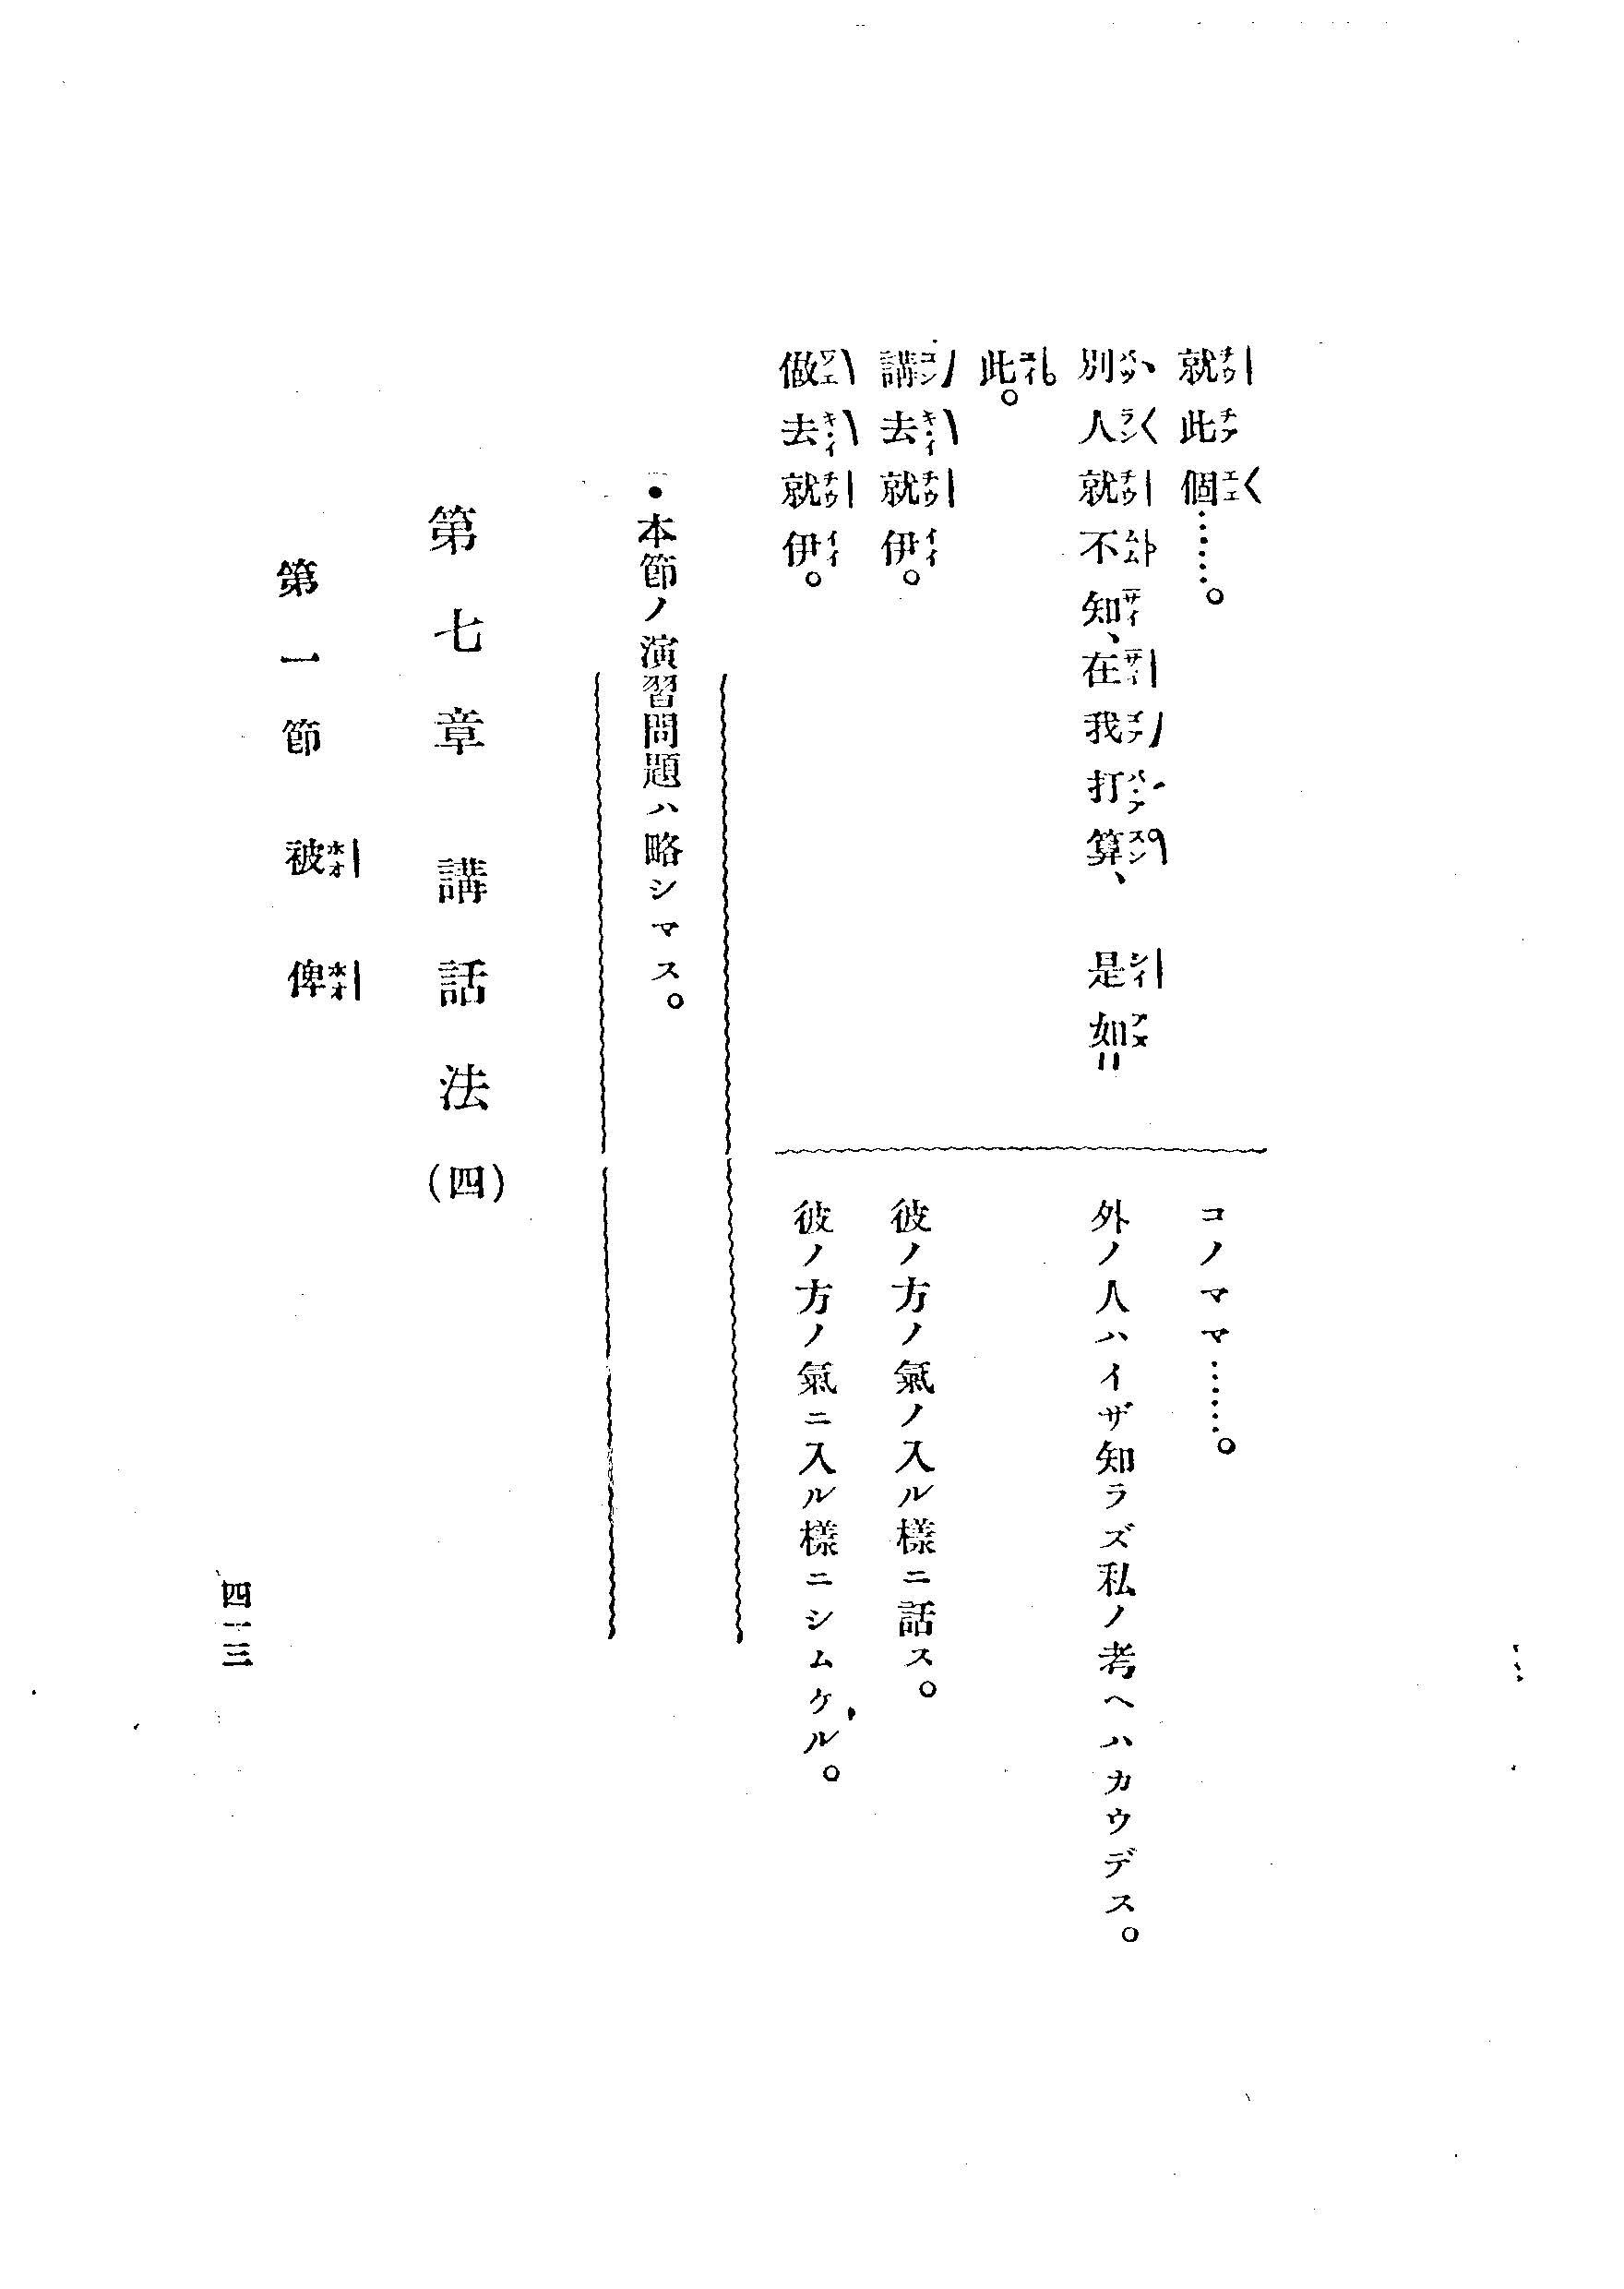 就此個……。
コノママ……。
別人就不知、在我打算、　是如=
此。
外ノ人ハイザ知ラズ私ノ考ヘハカウデス。
講去就伊。
彼ノ方ノ氣ノ入ル樣ニ話ス。
做去就伊。
彼ノ方ノ氣ニ入ル樣ニシムケル。
●本節ノ演習問題ハ略シマス。
第七章　講話法(四)
第一節　被　俾
四一三